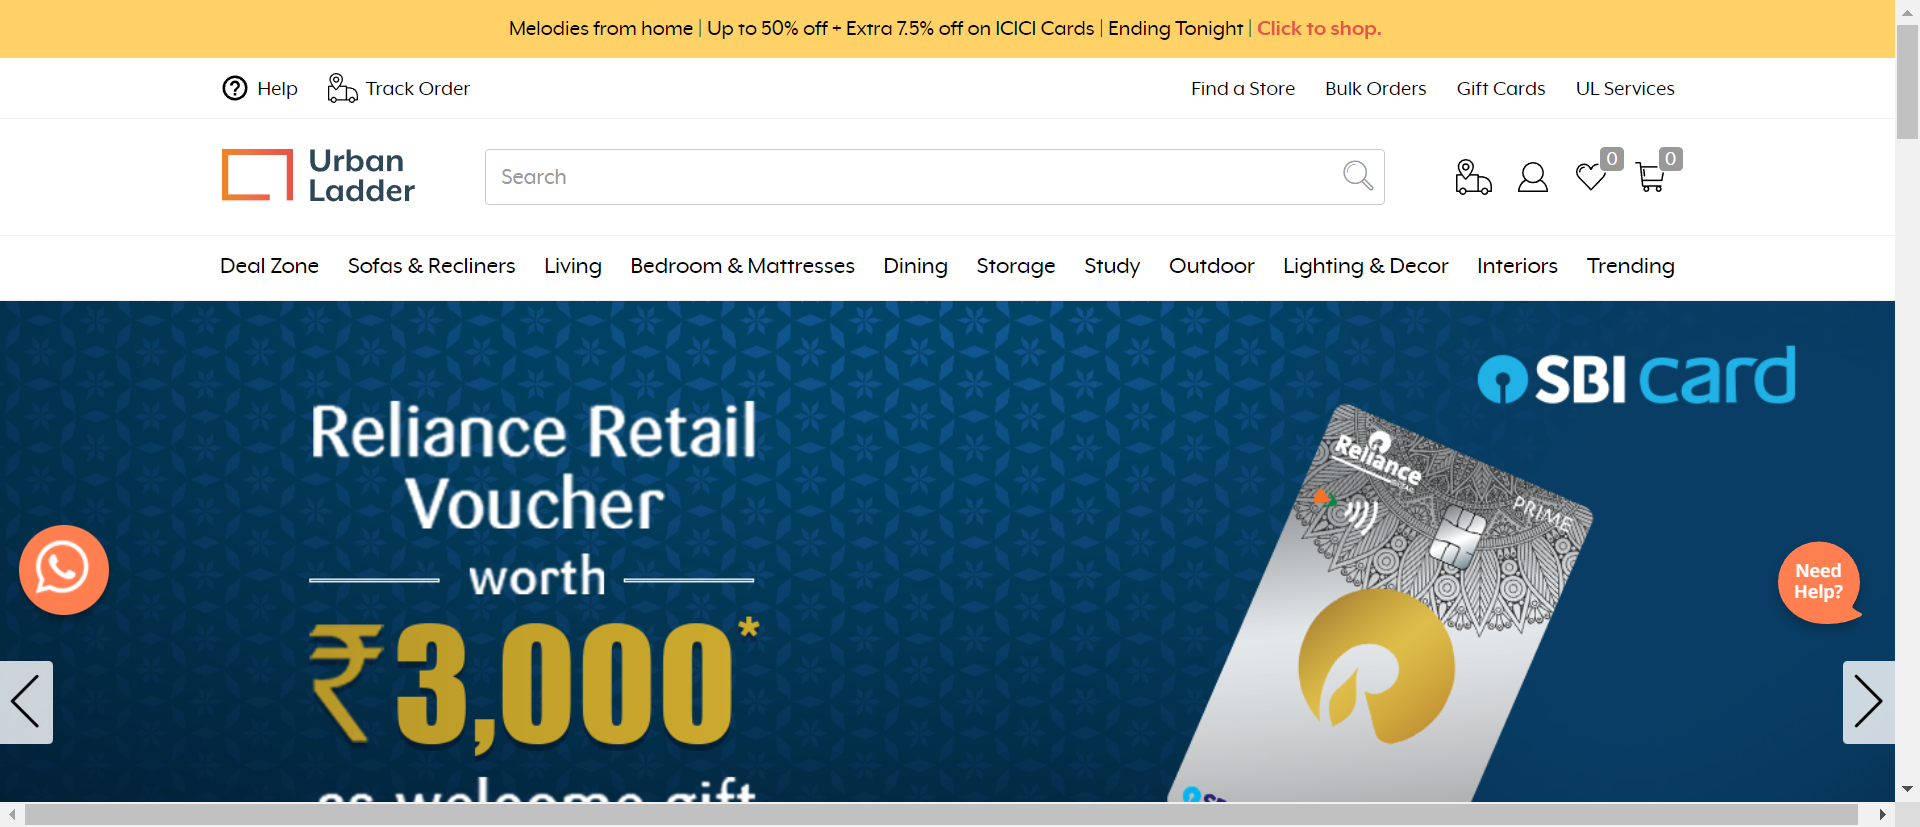 Melodies from home | Up to 50% off + Extra 7.5% off on ICICI Cards | Ending Tonight | Click to shop.
Help Track Order Find a Store Bulk Orders Gift Cards UL Services
Urban
Ladder
Search
0 0
Deal Zone Sofas & Recliners Living Bedroom & Mattresses Dining Storage Study Outdoor Lighting & Decor Interiors Trending
SBI card
Reliance Retail
Voucher
worth
₹3,000*
as welcome gift
Reliance
PRIME
Need
Help?